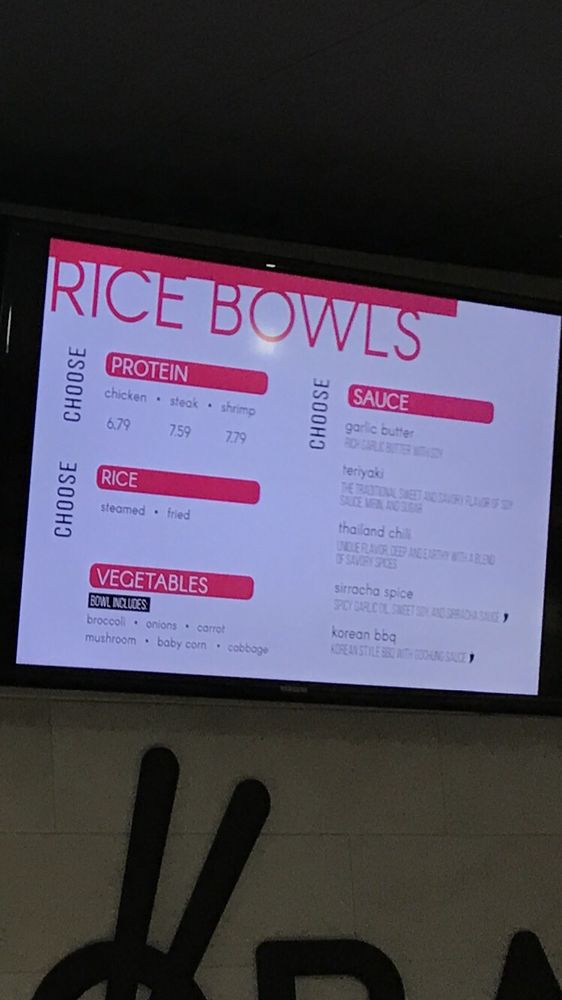 RICE BOWLS
CHOOSE
PROTEIN
chicken • steak • shrimp
6.79 7.59 7.79
CHOOSE
RICE
steamed • fried
VEGETABLES
BOWL INCLUDES:
broccoli • onions • carrot
mushroom • baby corn • cabbage
CHOOSE
SAUCE
garlic butter
RICH GARLIC BUTTER WITH SOY
teriyaki
THE TRADITIONAL SWEET AND SAVORY FLAVOR OF SOY
SAUCE, MIRIN, AND SUGAR
thailand chili
UNIQUE FLAVOR, DEEP AND EARTHY WITH A BLEND
OF SAVORY SPICES
sirracha spice
SPICY GARLIC OIL, SWEET SOY, AND SIRRACHA SAUCE
korean bbq
KOREAN STYLE BBQ WITH GOCHUNG SAUCE